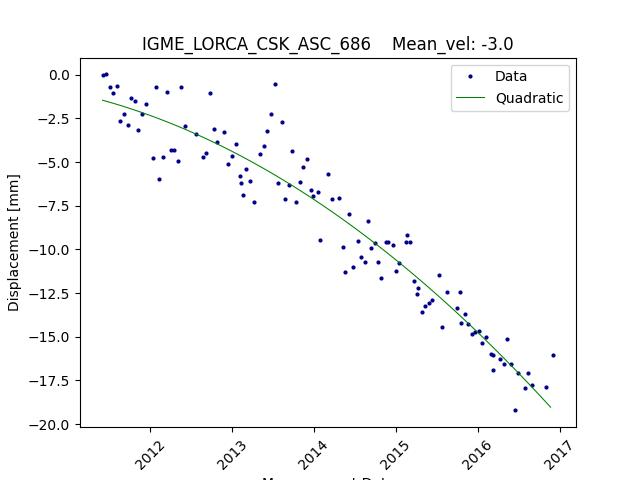 IGME_LORCA_CSK_ASC_686    Mean_vel: -3.0
Data
Quadratic
Displacement [mm]
0.0
−2.5
−5.0
−7.5
−10.0
−12.5
−15.0
−17.5
−20.0
2012 2013 2014 2015 2016 2017